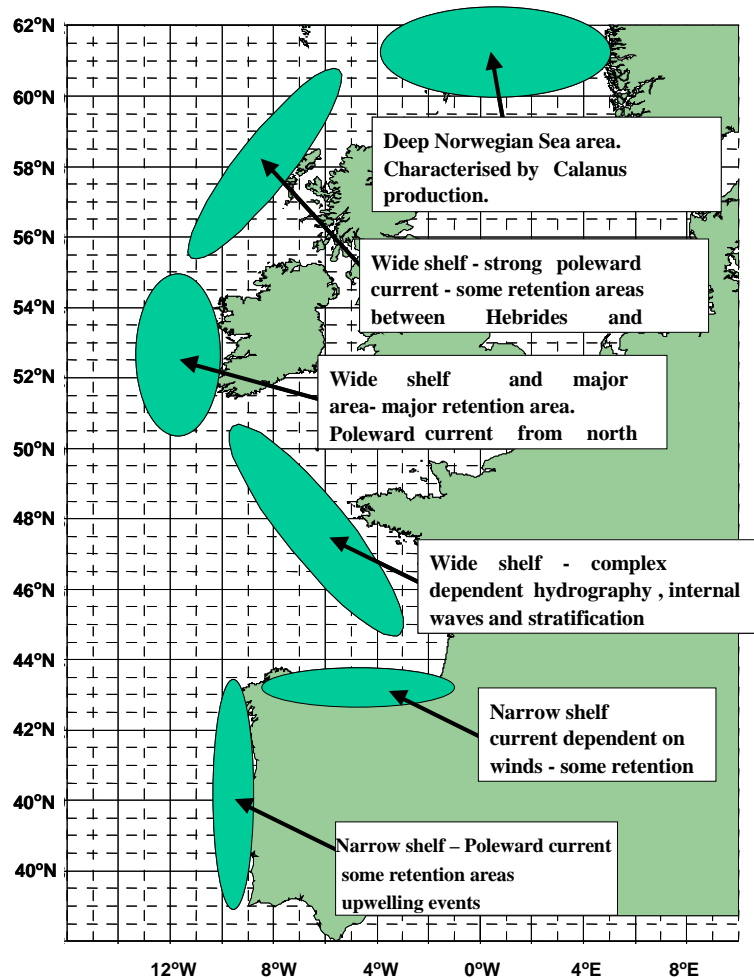 62°N
60°N
58°N
56°N
54°N
52°N
50°N
48°N
46°N
44°N
42°N
40°N
Deep Norwegian Sea area.
Characterised by Calanus
production.
Wide shelf - strong poleward
current - some retention areas
between Hebrides and
Wide shelf and major
area- major retention area.
Poleward current from north
Wide shelf - complex
dependent hydrography , internal
waves and stratification
Narrow shelf
current dependent on
winds - some retention
Narrow shelf – Poleward current
some retention areas
upwelling events
12°W 8°W 4°W 0°W 4°E 8°E